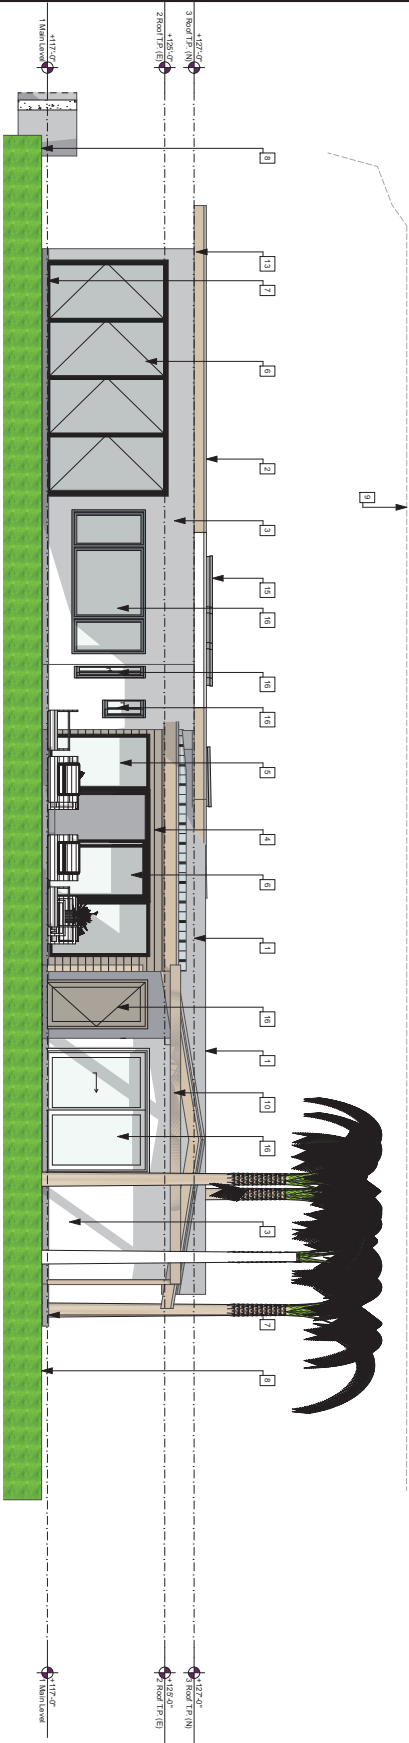 9
8 13 7 6 2 3 15 16 16 16 5 4 6 1 16 1 10 16 3 7 8
+127'-0"
3 Roof T.P. (N)
+127'-0"
3 Roof T.P. (N)
+125'-0"
2 Roof T.P. (E)
+125'-0"
2 Roof T.P. (E)
+117'-0"
1 Main Level
+117'-0"
1 Main Level